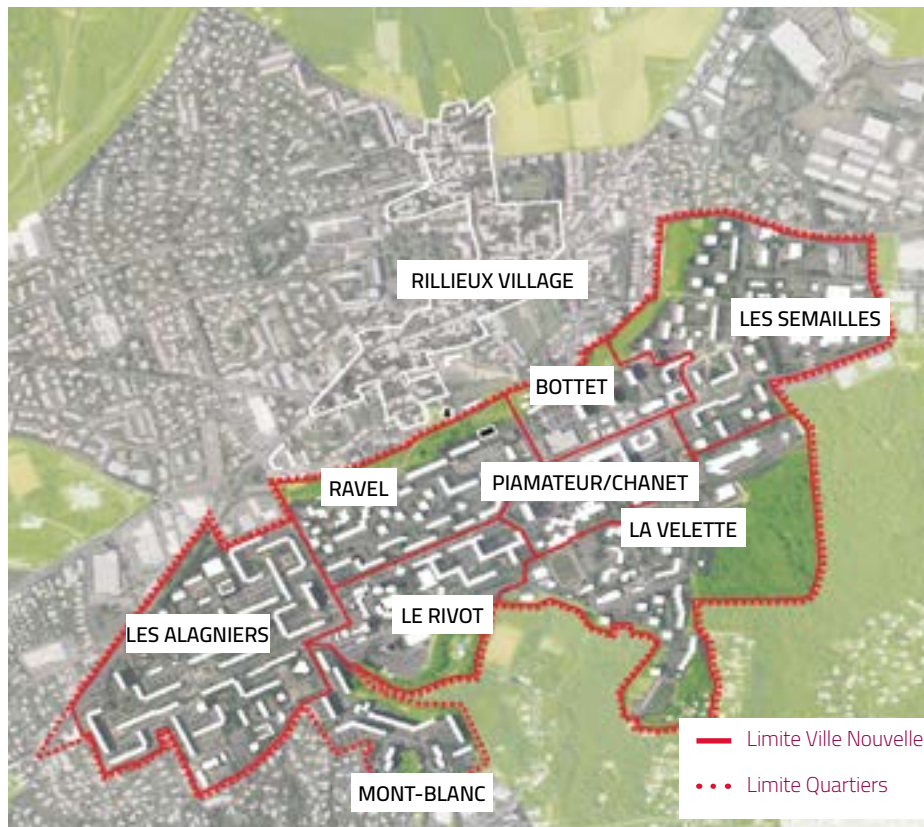 RILLIEUX VILLAGE
LES SEMAILLES
BOTTET
RAVEL
PIAMATEUR/CHANET
LA VELETTE
LE RIVOT
LES ALAGNIERS
MONT-BLANC
Limite Ville Nouvelle
Limite Quartiers